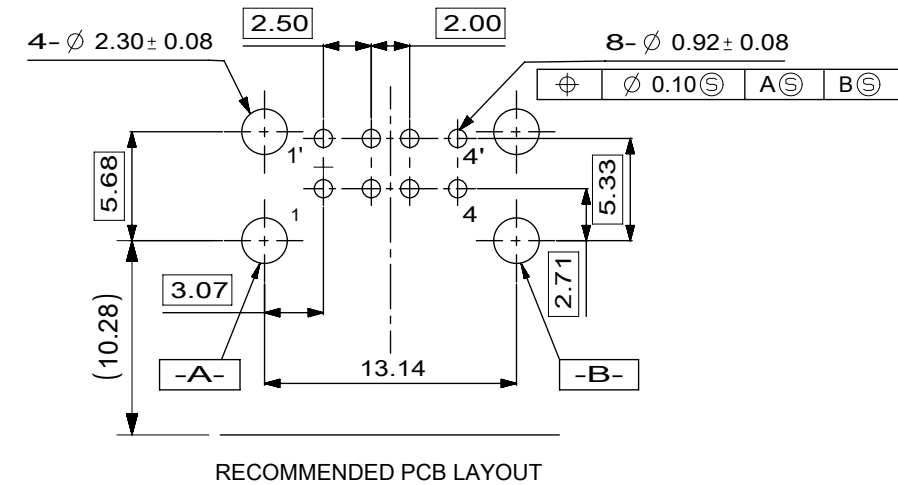 2.50
2.00
4-∅ 2.30± 0.08
8-∅ 0.92± 0.08
⌖ ∅ 0.10Ⓢ AⓈ BⓈ
1'
4'
5.68
5.33
1
4
3.07
2.71
(10.28)
13.14
-A-
-B-
RECOMMENDED PCB LAYOUT